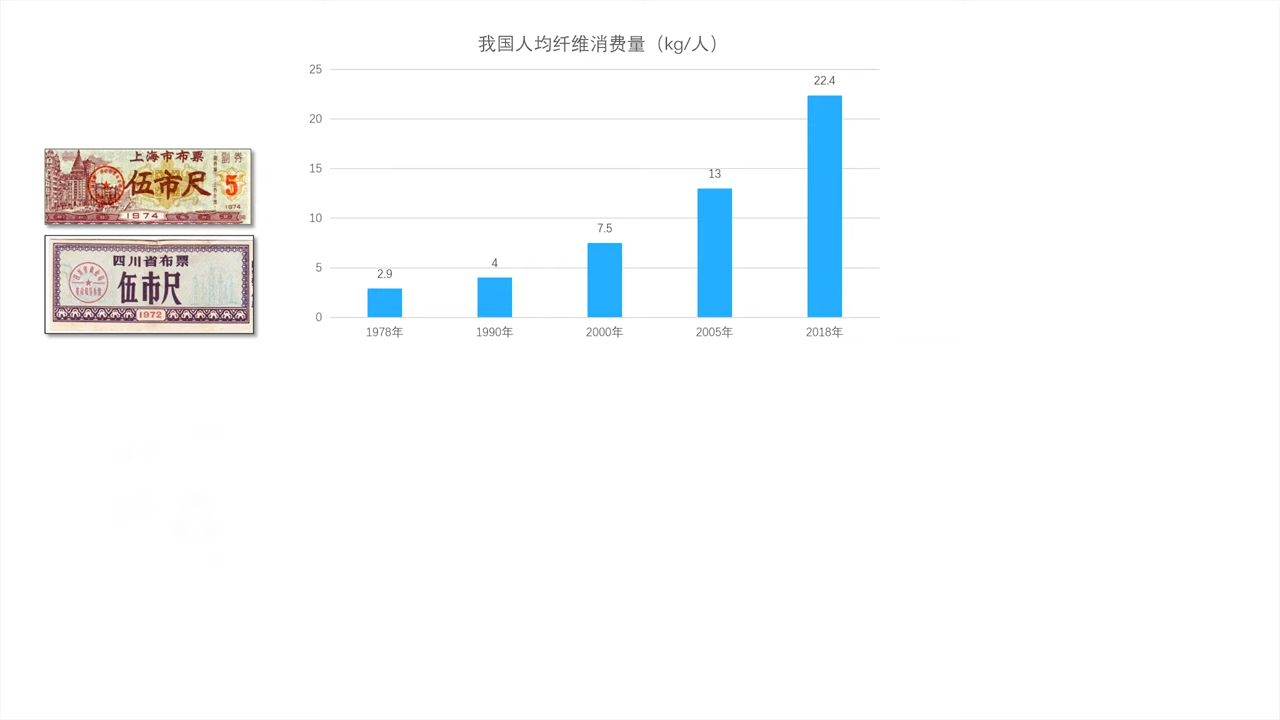 我国人均纤维消费量（kg/人）
25
20
15
10
5
0
2.9
4
7.5
13
22.4
1978年
1990年
2000年
2005年
2018年
上海市布票
副券
伍市尺
5
1974
1974
四川省布票
伍市尺
1972